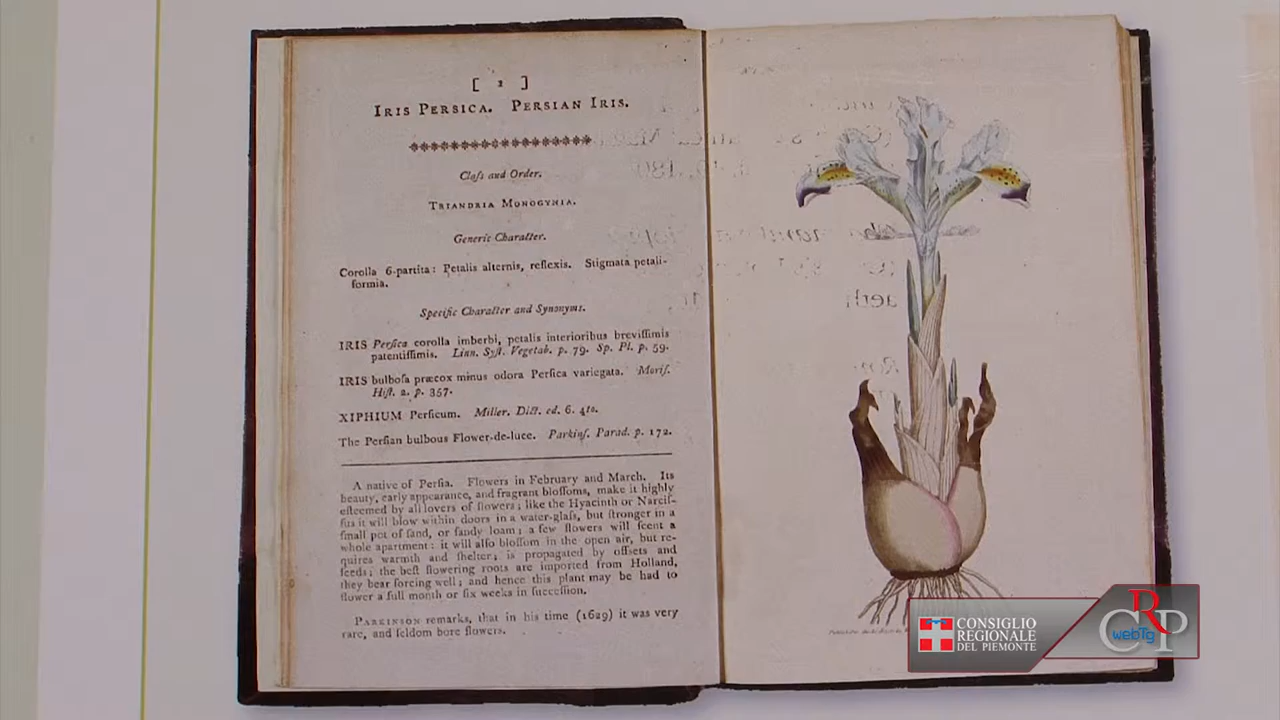 [ 1 ]
IRIS PERSICA. PERSIAN IRIS.
Claſs and Order.
TRIANDRIA MONOGYNIA.
Generic Character.
Corolla 6-partita: Petalis alternis, reflexis. Stigmata petali-
formia.
Specific Character and Synonyms.
IRIS Perſica corolla imberbi, petalis interioribus breviſſimis
patentiſſimis. Linn. Syſt. Vegetab. p. 79. Sp. Pl. p. 59.
IRIS bulboſa præcox minus odora Perſica variegata. Moriſ.
Hiſt. 2. p. 357.
XIPHIUM Perſicum. Miller. Dict. ed. 6. 4to.
The Perſian bulbous Flower-de-luce. Parkinſ. Parad. p. 172.
A native of Perſia. Flowers in February and March. Its
beauty, early appearance, and fragrant bloſſoms, make it highly
eſteemed by all lovers of flowers; like the Hyacinth or Narciſ-
ſus it will blow within doors in a water-glaſs, but ſtronger in a
ſmall pot of ſand, or ſandy loam; a few flowers will ſcent a
whole apartment: it will alſo bloſſom in the open air, but re-
quires warmth and ſhelter; is propagated by offsets and
ſeeds; the beſt flowering roots are imported from Holland,
they bear forcing well; and hence this plant may be had to
flower a full month or ſix weeks in ſucceſſion.
PARKINSON remarks, that in his time (1629) it was very
rare, and ſeldom bore flowers.
CONSIGLIO
REGIONALE
DEL PIEMONTE
CRP
webTg